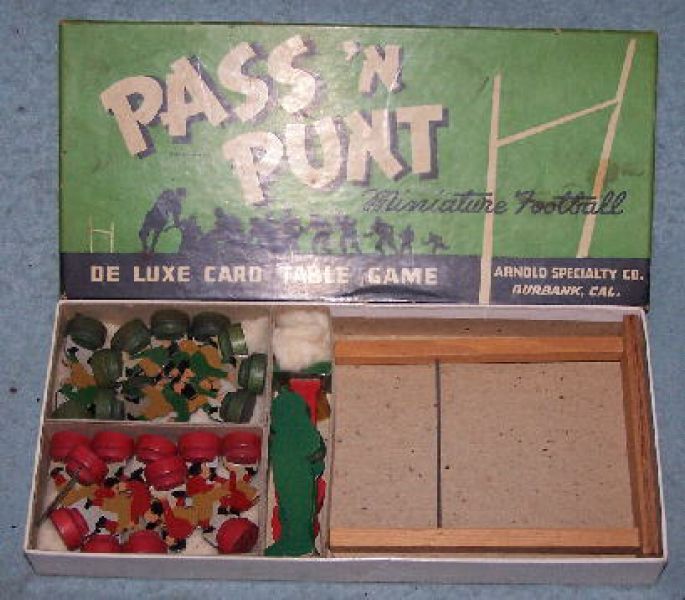 PASS 'N
PUNT
Miniature Football
DE LUXE CARD TABLE GAME
ARNOLD SPECIALTY CO.
BURBANK, CAL.